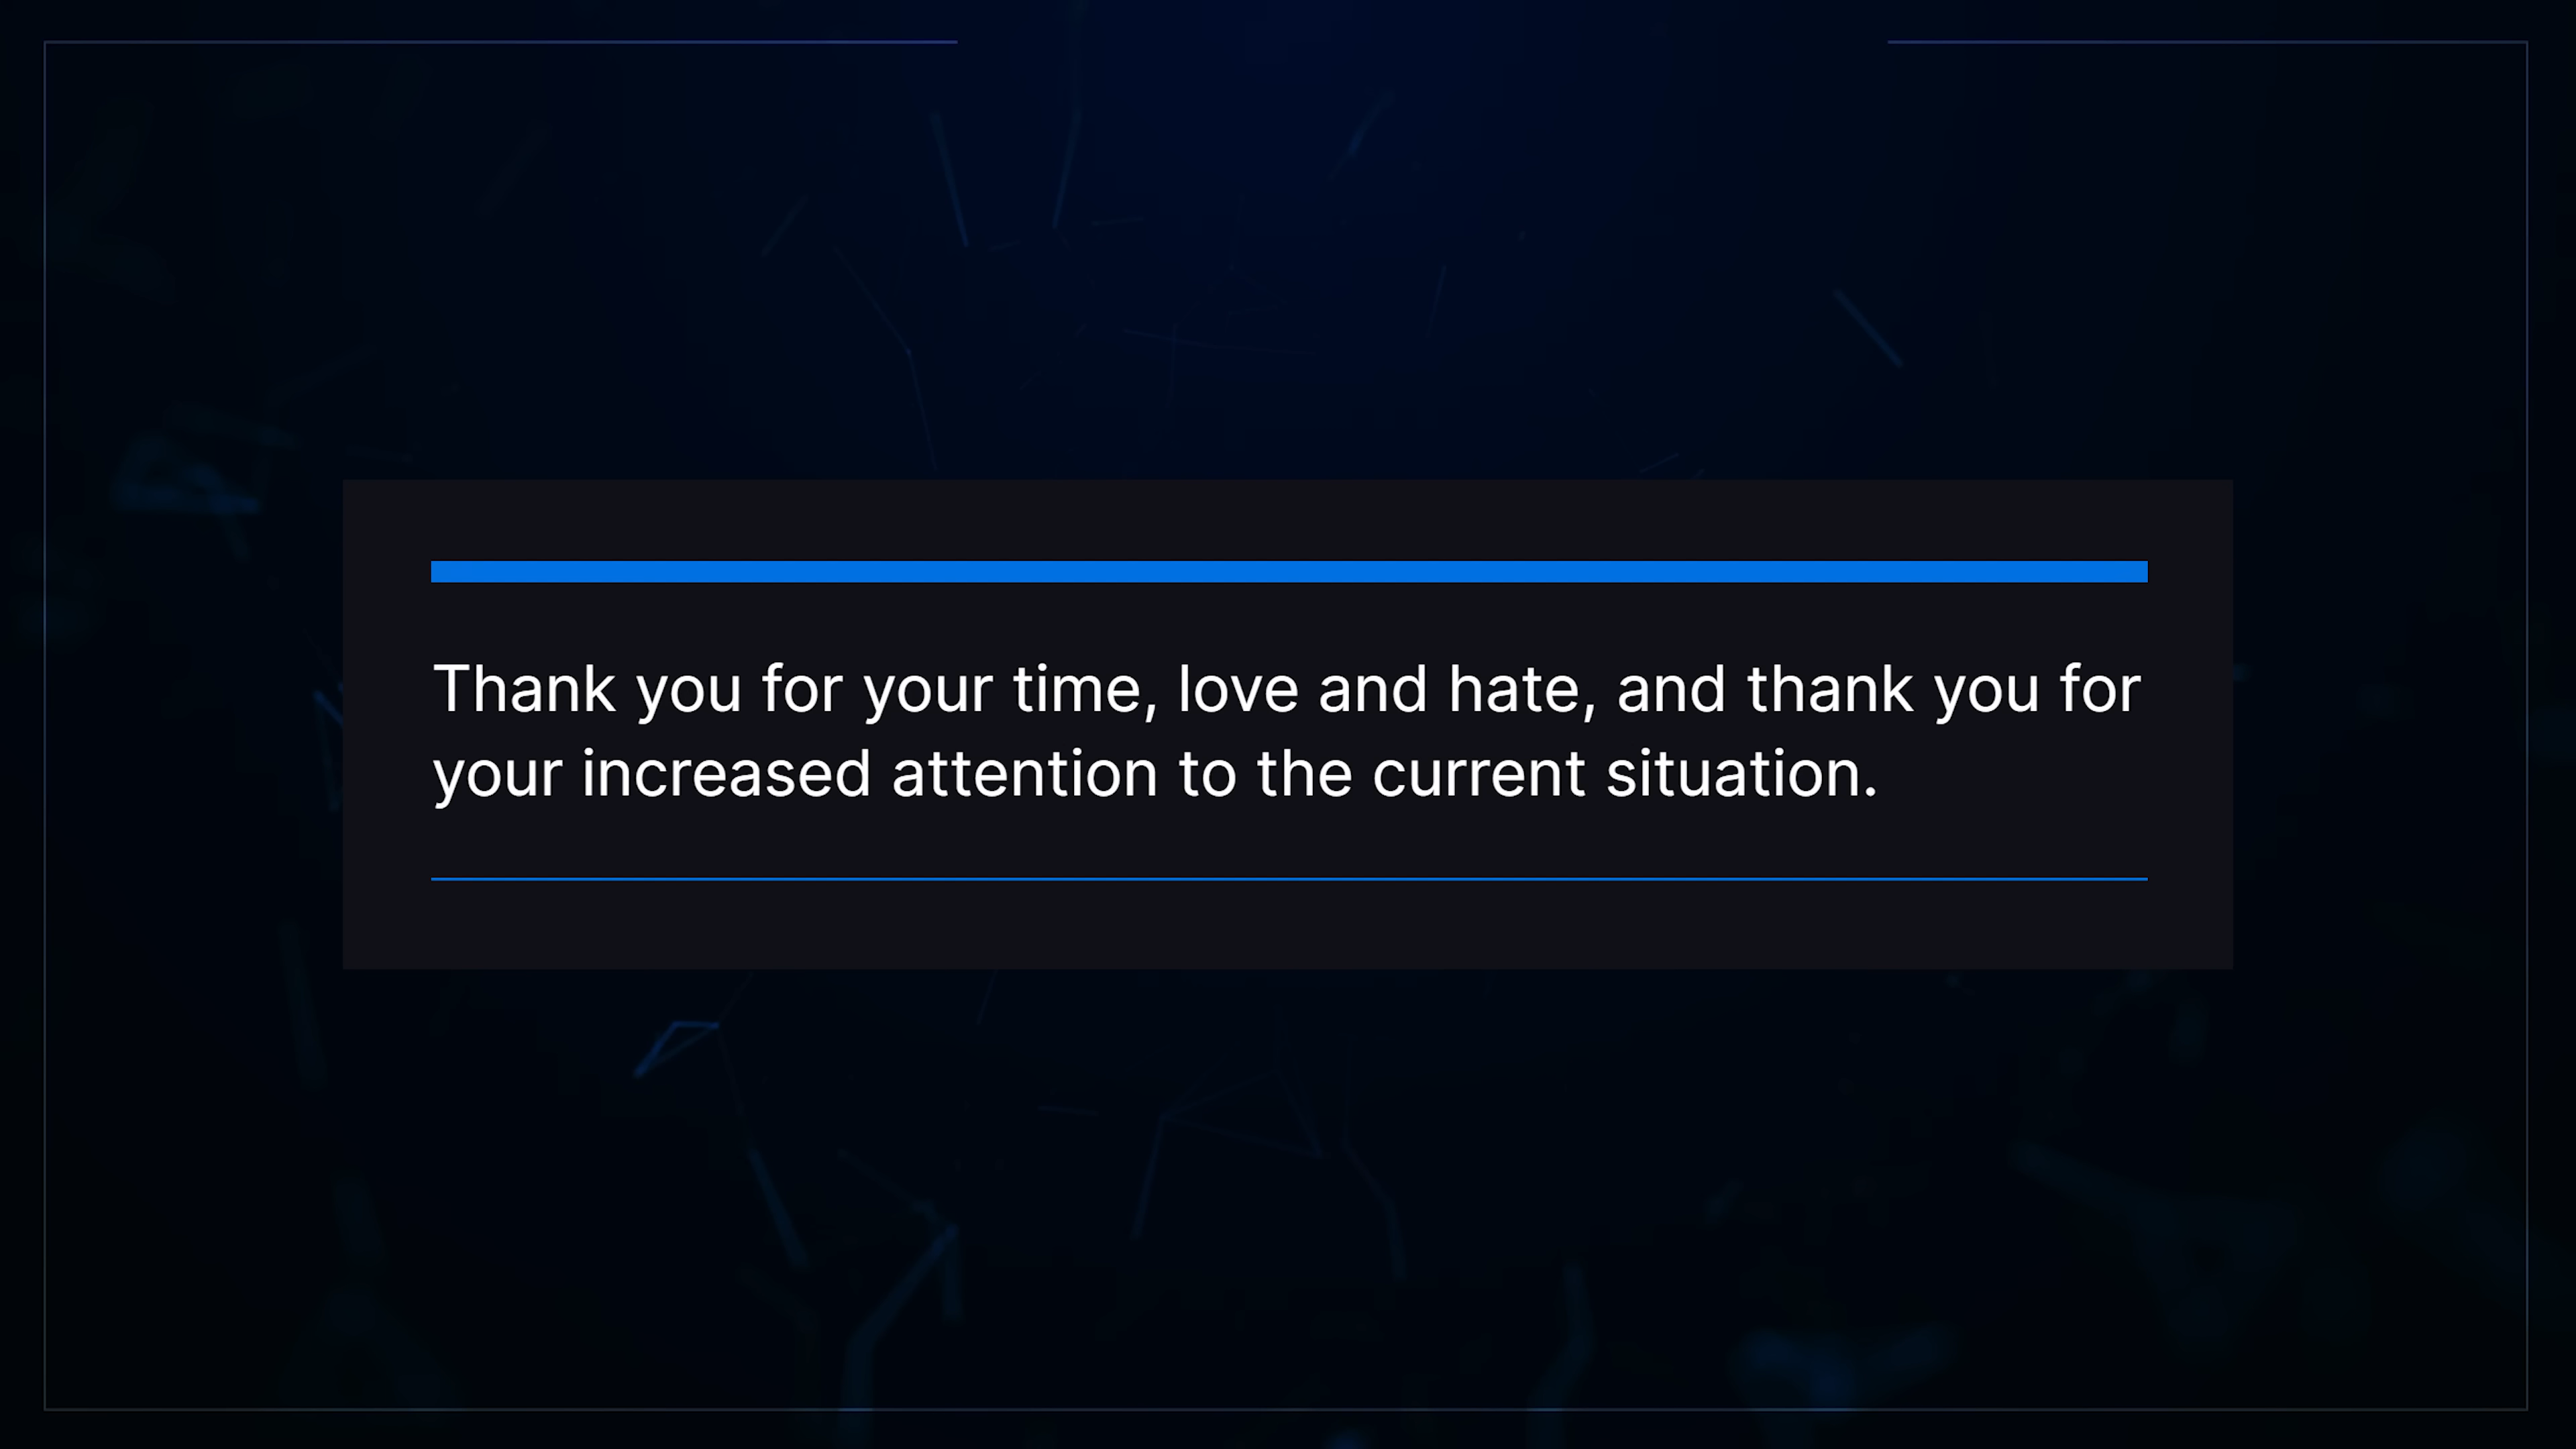 Thank you for your time, love and hate, and thank you for
your increased attention to the current situation.